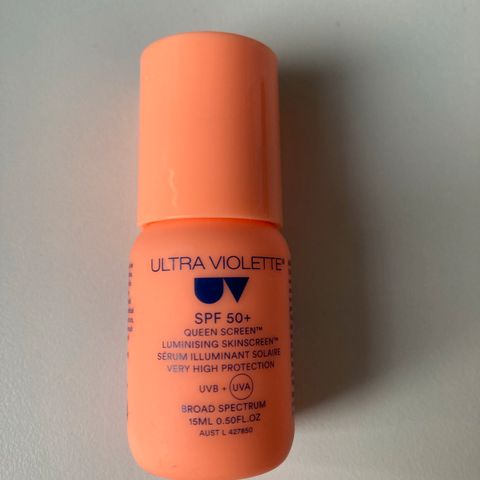 ULTRA VIOLETTE®
UV
SPF 50+
QUEEN SCREEN™
LUMINISING SKINSCREEN™
SÉRUM ILLUMINANT SOLAIRE
VERY HIGH PROTECTION
UVB + UVA
BROAD SPECTRUM
15ML 0.50FL.OZ
AUST L 427850